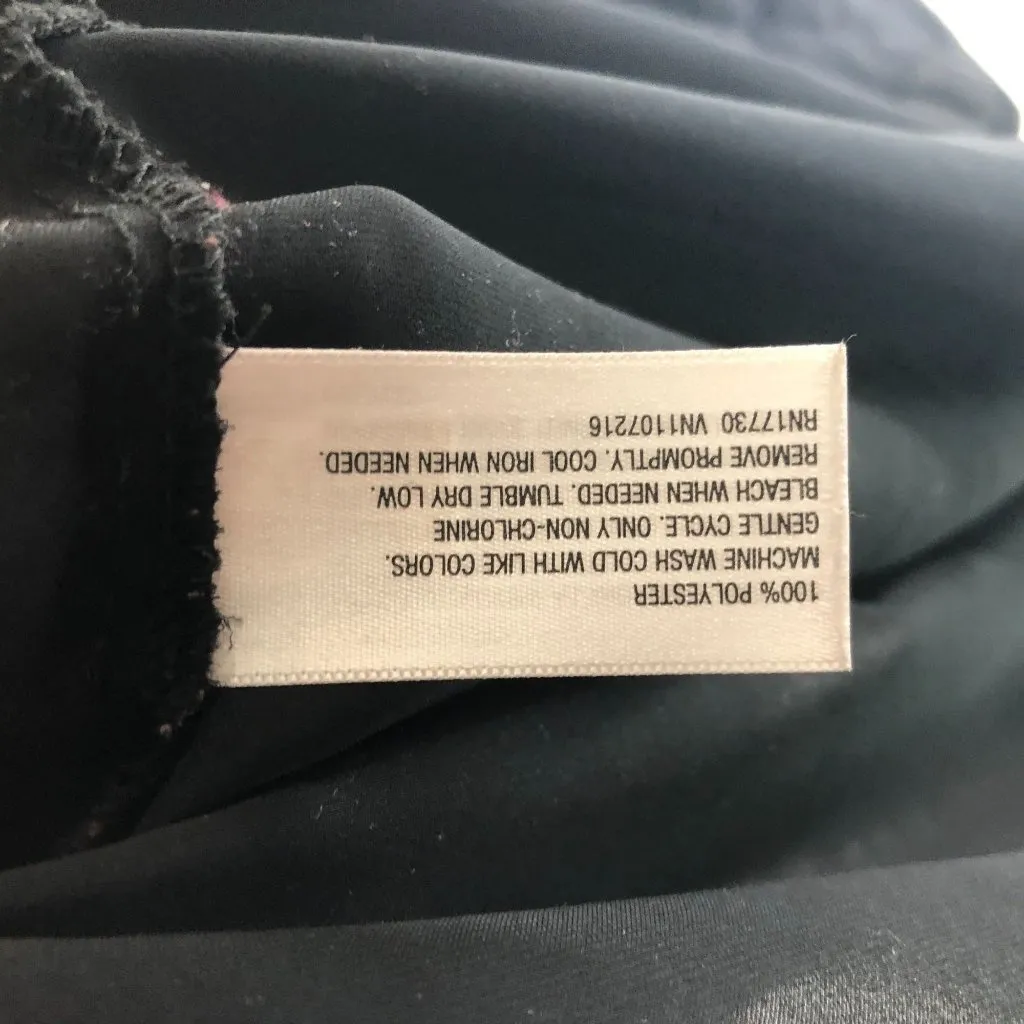 100% POLYESTER
MACHINE WASH COLD WITH LIKE COLORS.
GENTLE CYCLE. ONLY NON-CHLORINE
BLEACH WHEN NEEDED. TUMBLE DRY LOW.
REMOVE PROMPTLY. COOL IRON WHEN NEEDED.
RN17730 VN1107216